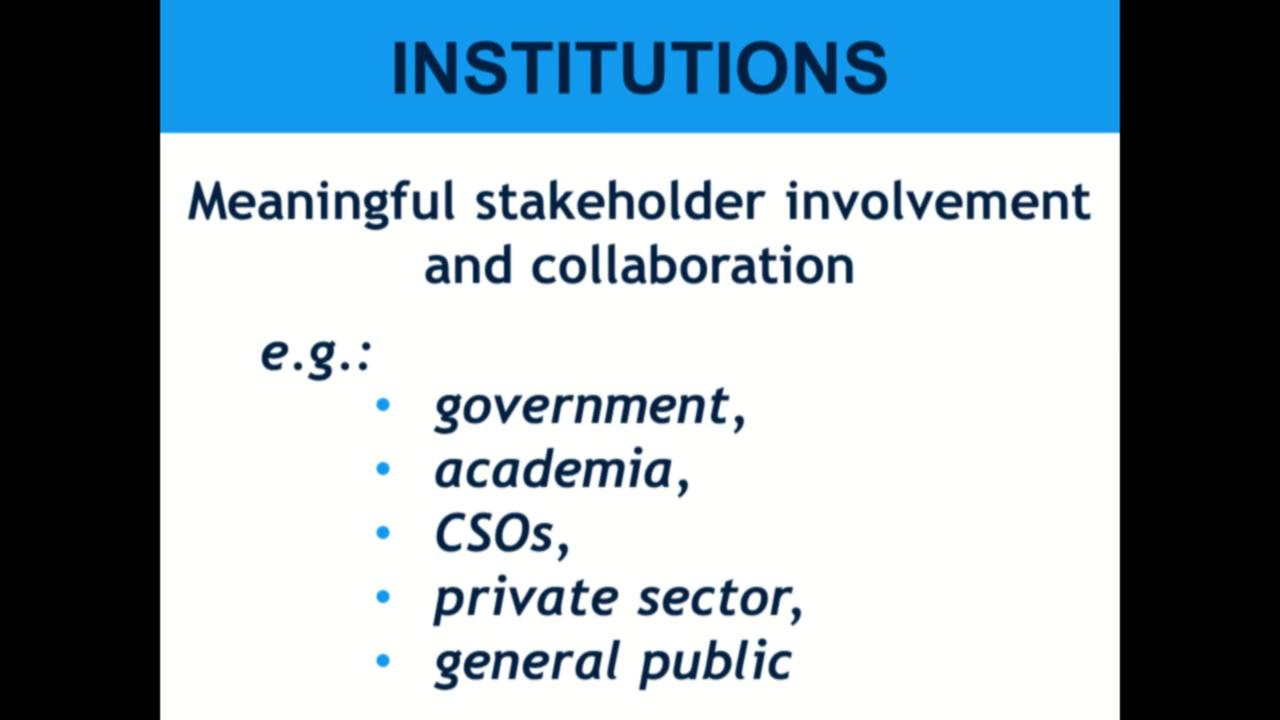 INSTITUTIONS
Meaningful stakeholder involvement
and collaboration
e.g.:
• government,
• academia,
• CSOs,
• private sector,
• general public